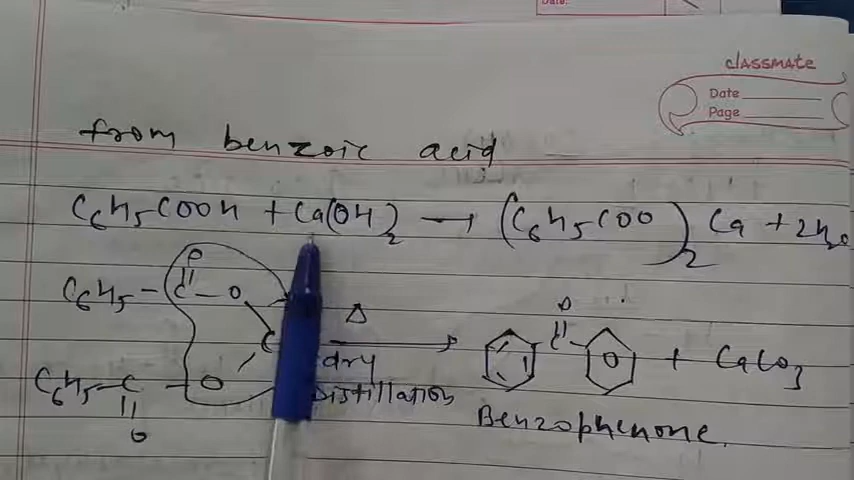 Date:
classmate
Date
Page
from benzoic acid
C₆H₅COOH + Ca(OH)₂ → (C₆H₅COO)₂ Ca + 2H₂O
O
C₆H₅ – C – O
O
Δ
C₆H₅ – C – O
O
dry
Distillation
O
C
O
+ CaCO₃
Benzophenone.